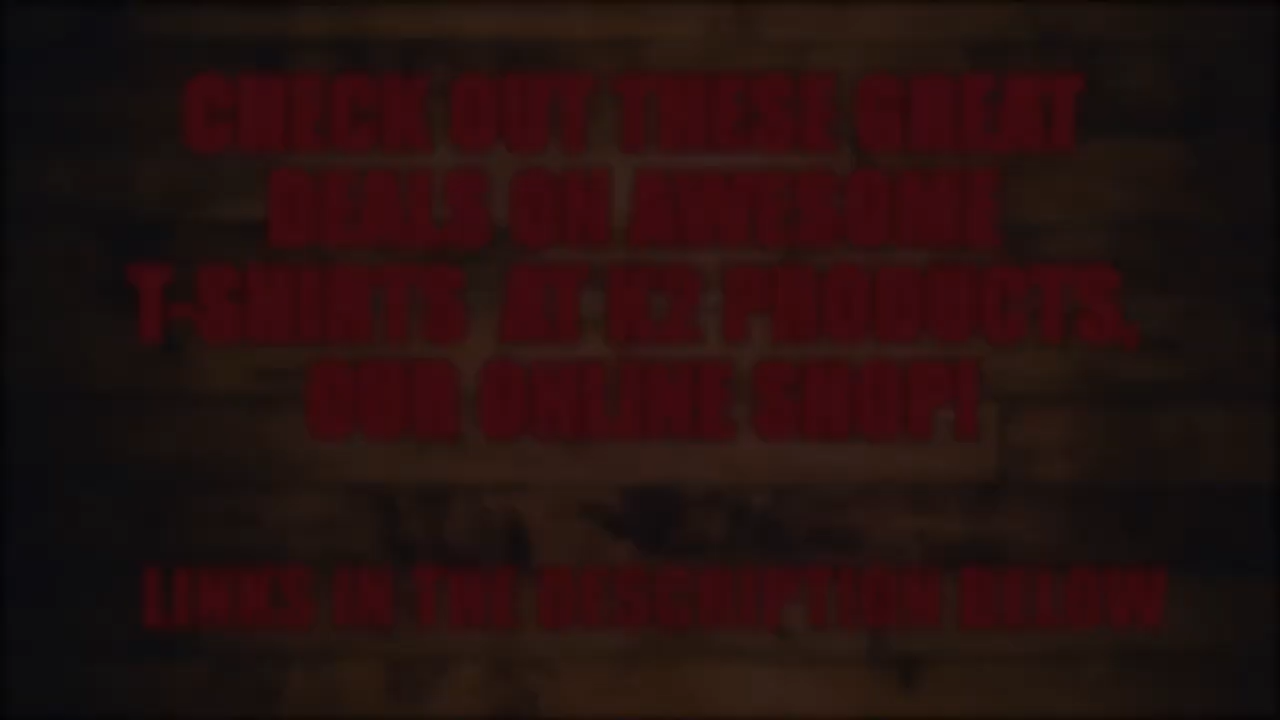 CHECK OUT THESE GREAT
DEALS ON AWESOME
T-SHIRTS AT K2 PRODUCTS,
OUR ONLINE SHOP!
LINKS IN THE DESCRIPTION BELOW